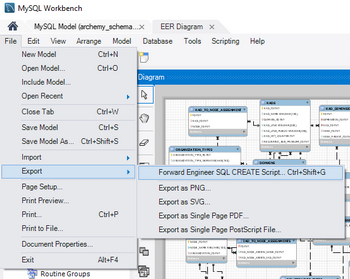 MySQL Workbench
MySQL Model (archemy_schema...
EER Diagram
File Edit View Arrange Model Database Tools Scripting Help
New Model Ctrl+N
Open Model... Ctrl+O
Include Model...
Open Recent
Diagram
Close Tab Ctrl+W
Save Model Ctrl+S
Save Model As... Ctrl+Shift+S
Import
Export
Forward Engineer SQL CREATE Script... Ctrl+Shift+G
Page Setup...
Export as PNG...
Print Preview...
Export as SVG...
Print... Ctrl+P
Export as Single Page PDF...
Print to File...
Export as Single Page PostScript File...
Document Properties...
Exit Alt+F4
Routine Groups